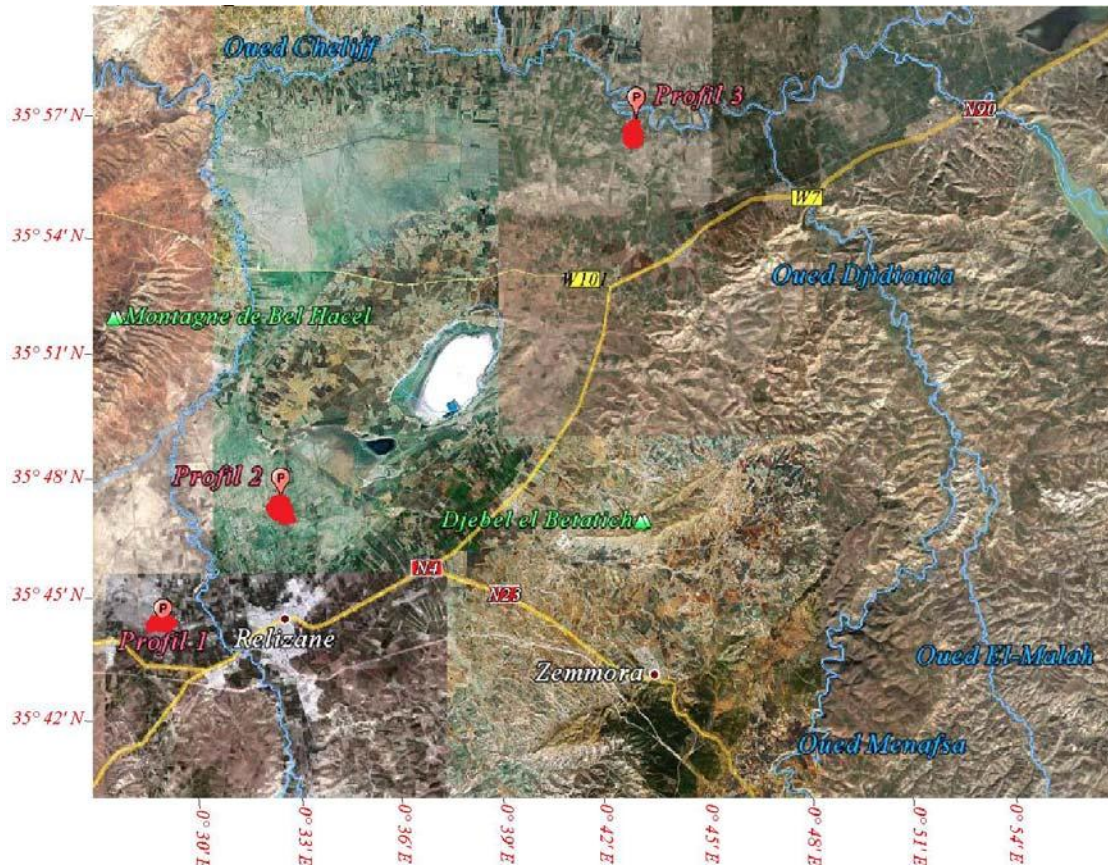 Oued Cheliff
P
Profil 3
35° 57' N
N90
W7
35° 54' N
Oued Djidiouia
W 101
Montagne de Bel Hacel
35° 51' N
35° 48' N
P
Profil 2
Djebel el Betatich
N4
35° 45' N
N23
P
Profil 1
Relizane
Oued El-Malah
Zemmora
35° 42' N
Oued Menafsa
0° 30' E
0° 33' E
0° 36' E
0° 39' E
0° 42' E
0° 45' E
0° 48' E
0° 51' E
0° 54' E